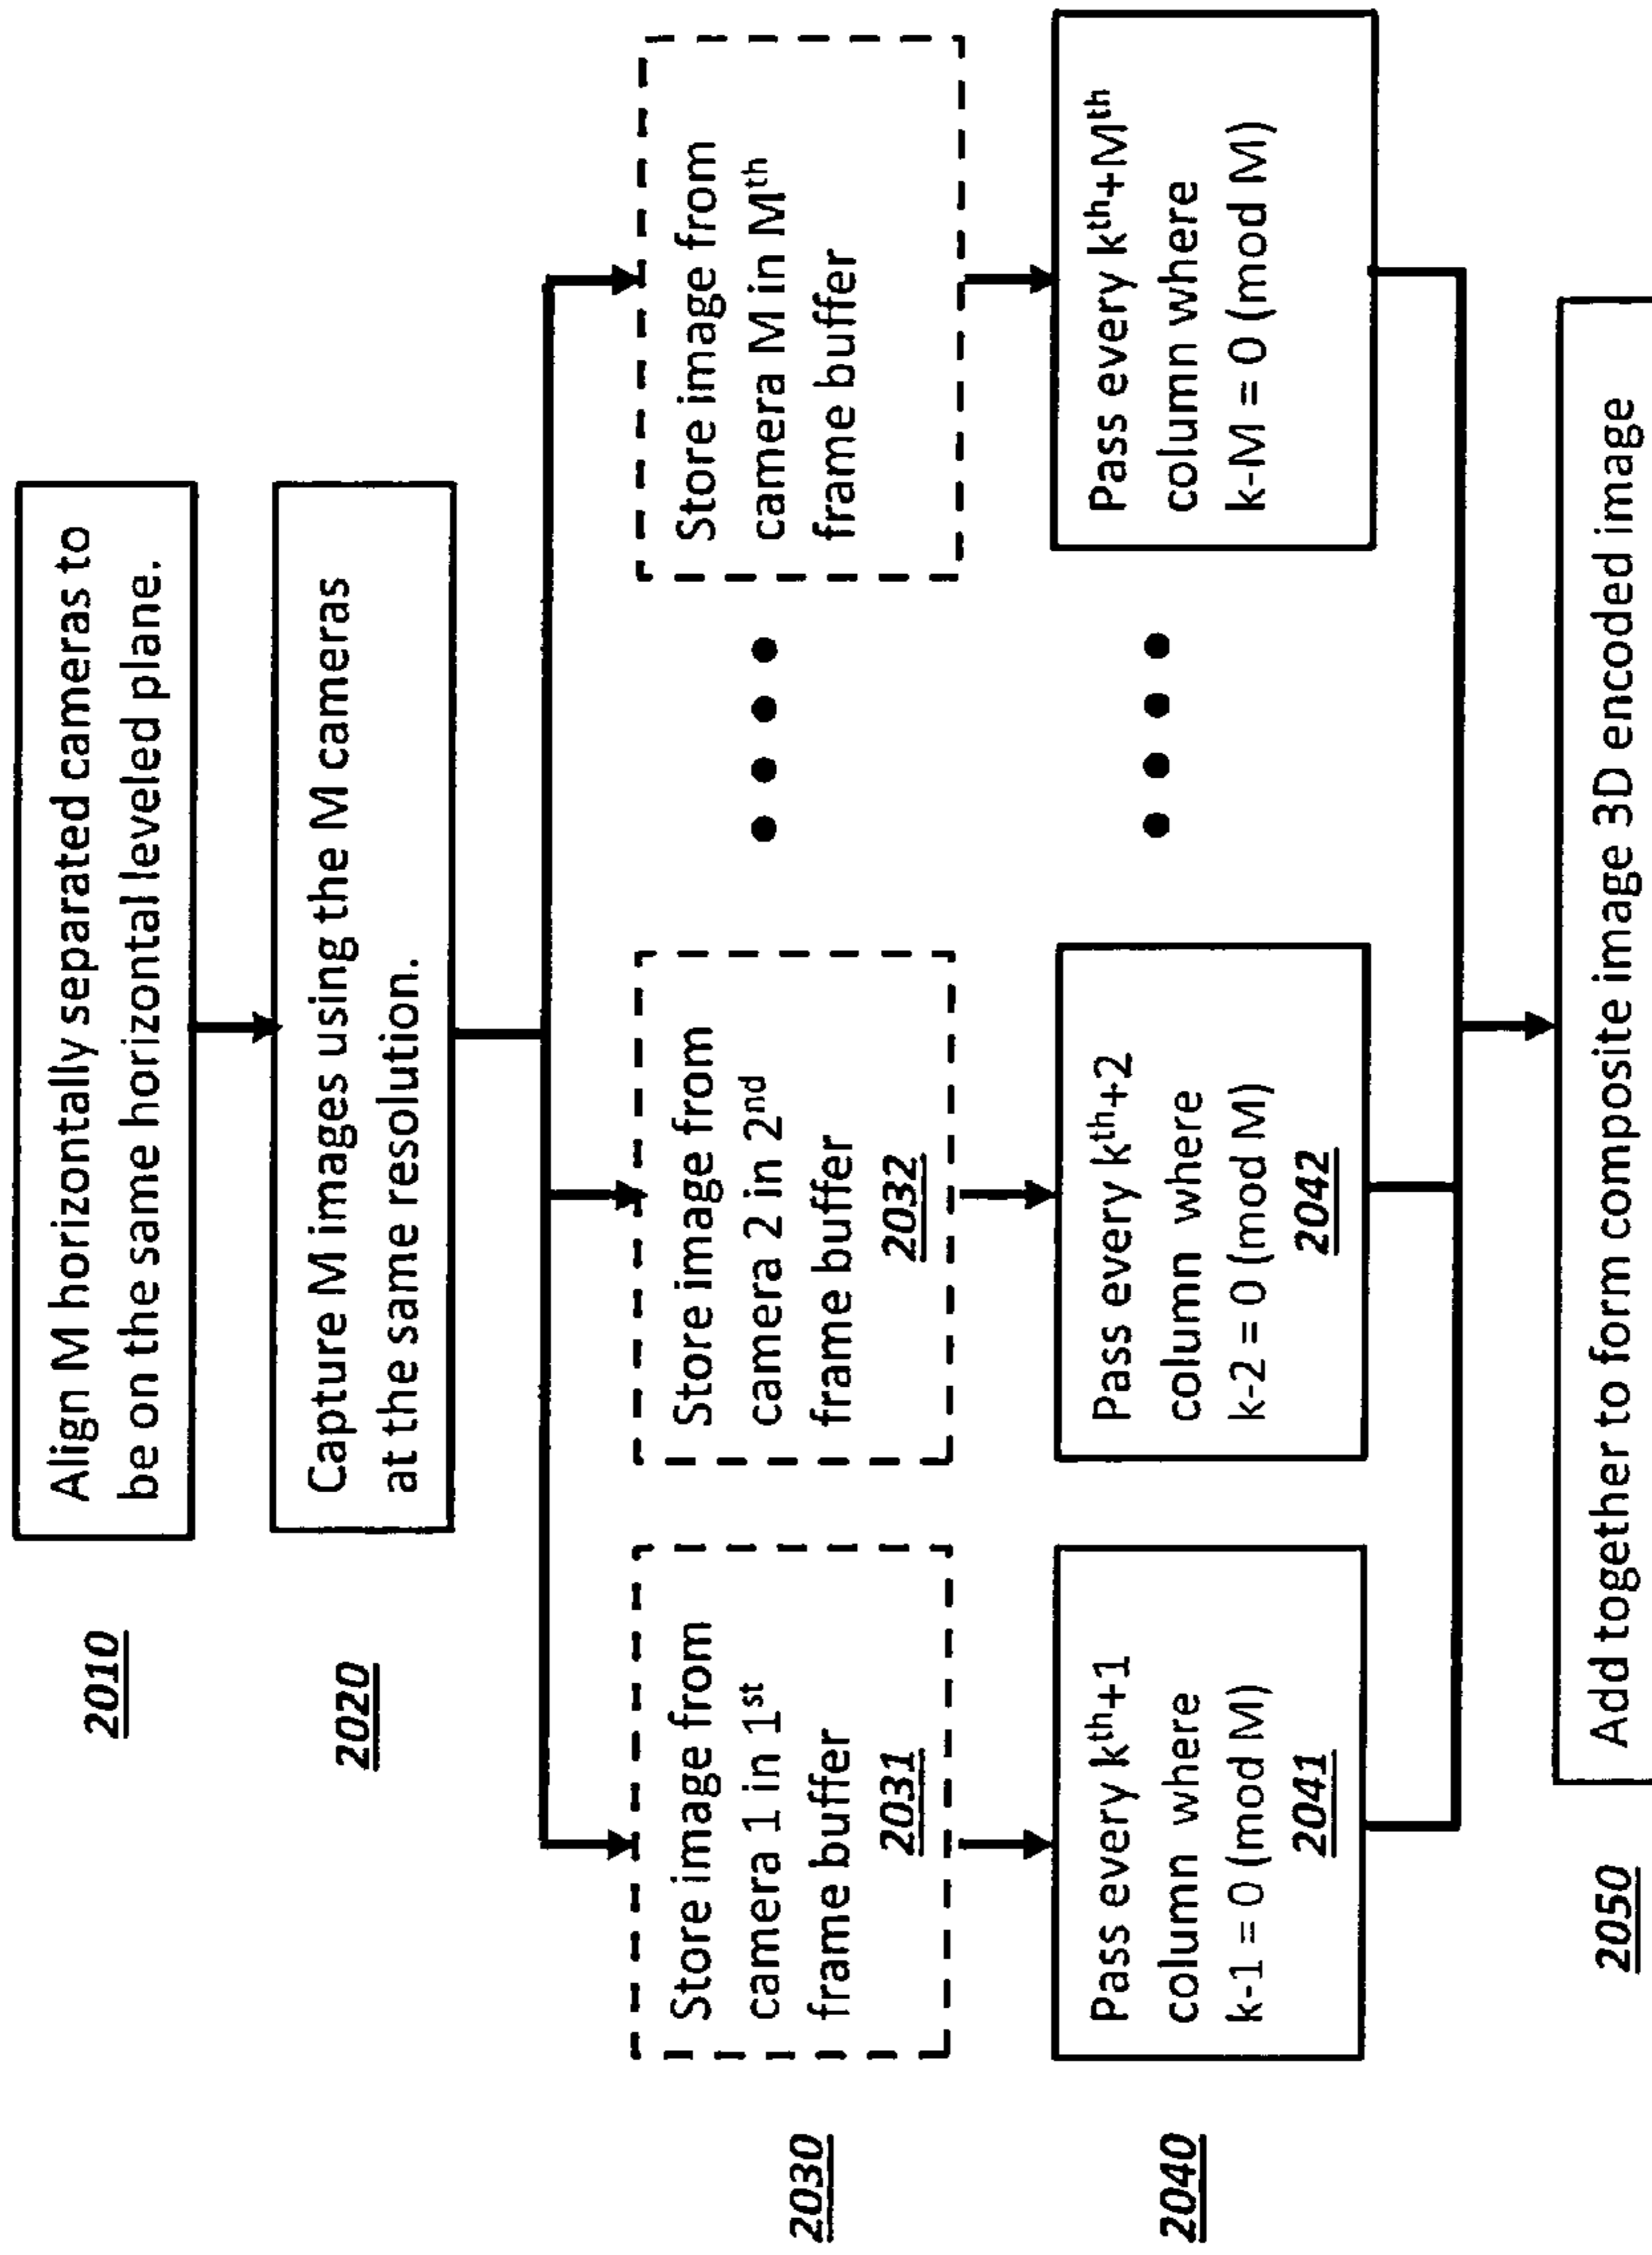 2010
Align M horizontally separated cameras to
be on the same horizontal leveled plane.
2020
Capture M images using the M cameras
at the same resolution.
2030
Store image from
camera 1 in 1st
frame buffer
2031
Store image from
camera 2 in 2nd
frame buffer
2032
Store image from
camera M in Mth
frame buffer
2040
Pass every kth+1
column where
k-1 = 0 (mod M)
2041
Pass every kth+2
column where
k-2 = 0 (mod M)
2042
Pass every kth+Mth
column where
k-M = 0 (mod M)
2050
Add together to form composite image 3D encoded image